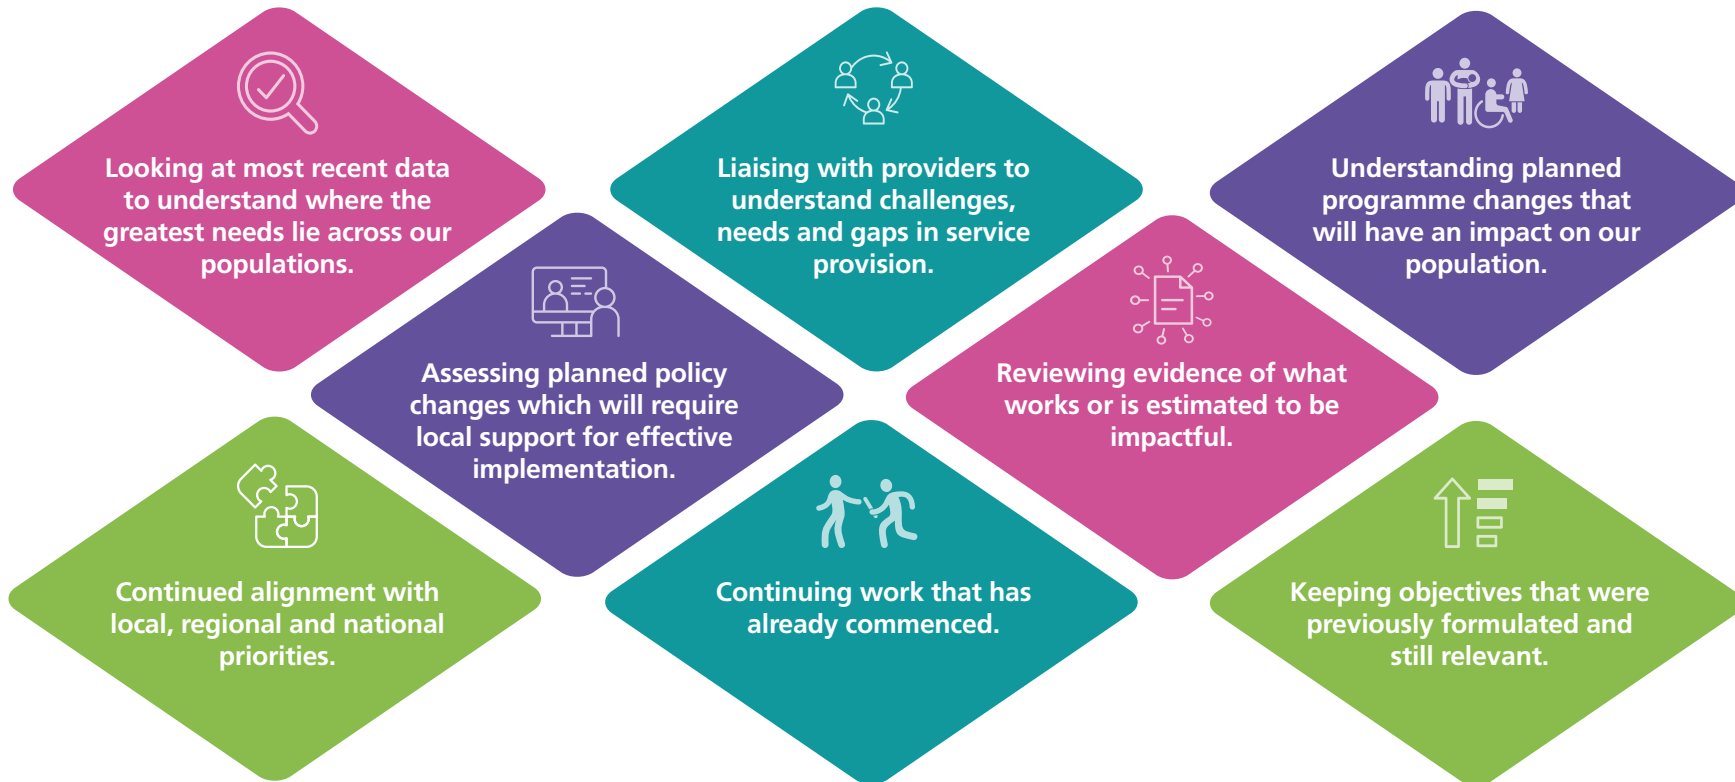 Looking at most recent data
to understand where the
greatest needs lie across our
populations.
Liaising with providers to
understand challenges,
needs and gaps in service
provision.
Understanding planned
programme changes that
will have an impact on our
population.
Assessing planned policy
changes which will require
local support for effective
implementation.
Reviewing evidence of what
works or is estimated to be
impactful.
Continued alignment with
local, regional and national
priorities.
Continuing work that has
already commenced.
Keeping objectives that were
previously formulated and
still relevant.